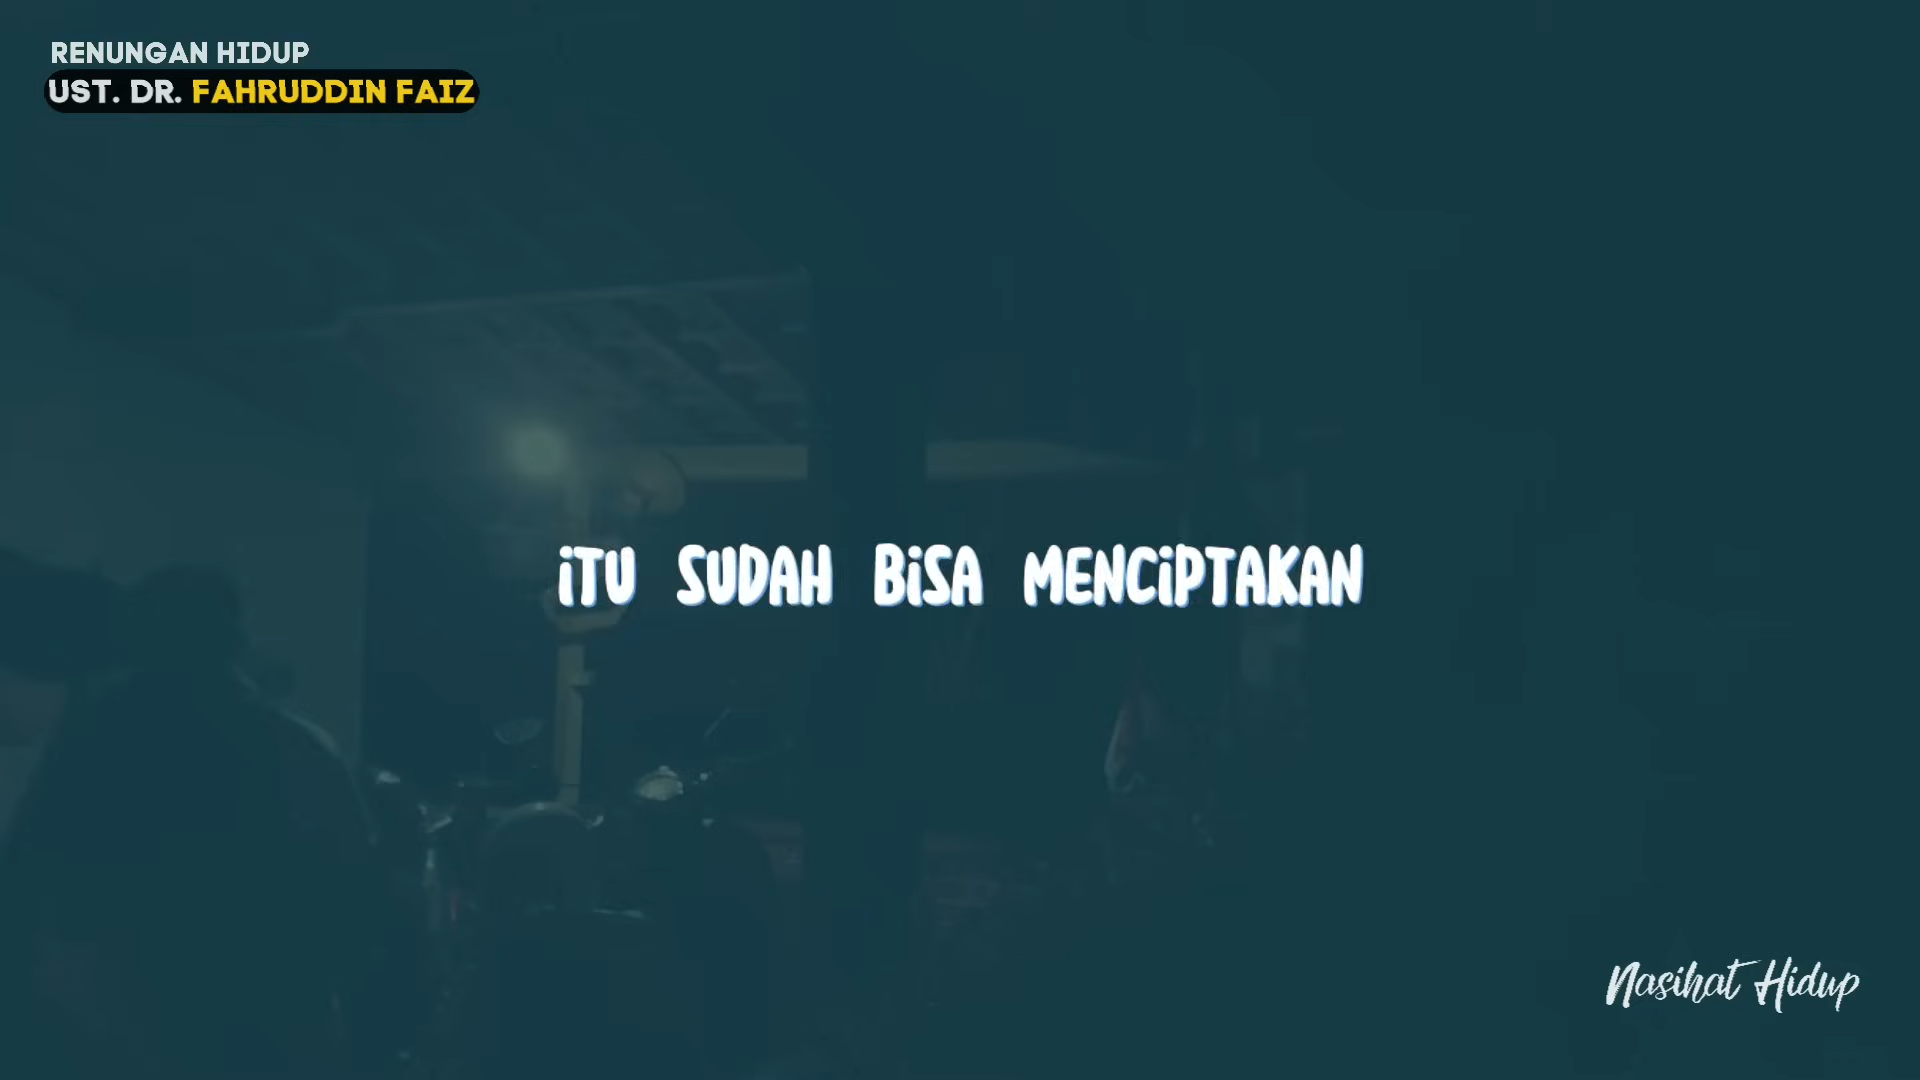 RENUNGAN HIDUP
UST. DR. FAHRUDDIN FAIZ
iTU SUDAH BiSA MENCiPTAKAN
Nasihat Hidup